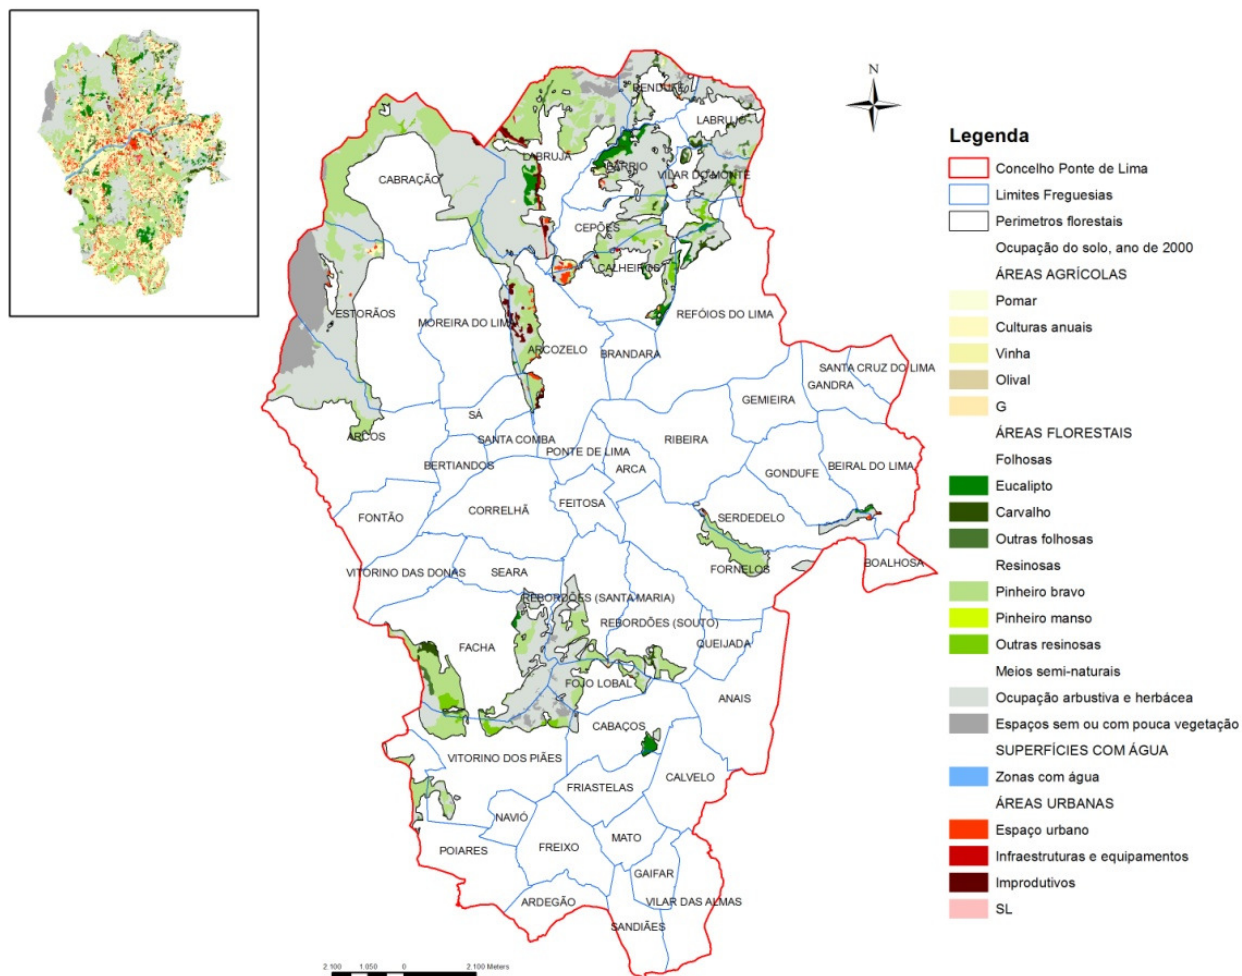 N
RENDUFE
LABRUJO
LABRUJA
BÁRRIO
VILAR DO MONTE
CABRAÇÃO
CEPÕES
CALHEIROS
ESTORÃOS
MOREIRA DO LIMA
REFÓIOS DO LIMA
ARCOZELO
BRANDARA
SANTA CRUZ DO LIMA
GANDRA
GEMIEIRA
SÁ
ARCOS
SANTA COMBA
PONTE DE LIMA
RIBEIRA
BERTIANDOS
ARCA
GONDUFE
BEIRAL DO LIMA
FEITOSA
CORRELHÃ
FONTÃO
SERDEDELO
VITORINO DAS DONAS
SEARA
FORNELOS
BOALHOSA
REBORDÕES (SANTA MARIA)
REBORDÕES (SOUTO)
FACHA
QUEIJADA
FOJO LOBAL
ANAIS
CABAÇOS
VITORINO DOS PIÃES
CALVELO
FRIASTELAS
NAVIÓ
MATO
POIARES
FREIXO
GAIFAR
ARDEGÃO
VILAR DAS ALMAS
SANDIÃES
2.100 1.050 0 2.100 Meters
Legenda
Concelho Ponte de Lima
Limites Freguesias
Perimetros florestais
Ocupação do solo, ano de 2000
ÁREAS AGRÍCOLAS
Pomar
Culturas anuais
Vinha
Olival
G
ÁREAS FLORESTAIS
Folhosas
Eucalipto
Carvalho
Outras folhosas
Resinosas
Pinheiro bravo
Pinheiro manso
Outras resinosas
Meios semi-naturais
Ocupação arbustiva e herbácea
Espaços sem ou com pouca vegetação
SUPERFÍCIES COM ÁGUA
Zonas com água
ÁREAS URBANAS
Espaço urbano
Infraestruturas e equipamentos
Improdutivos
SL